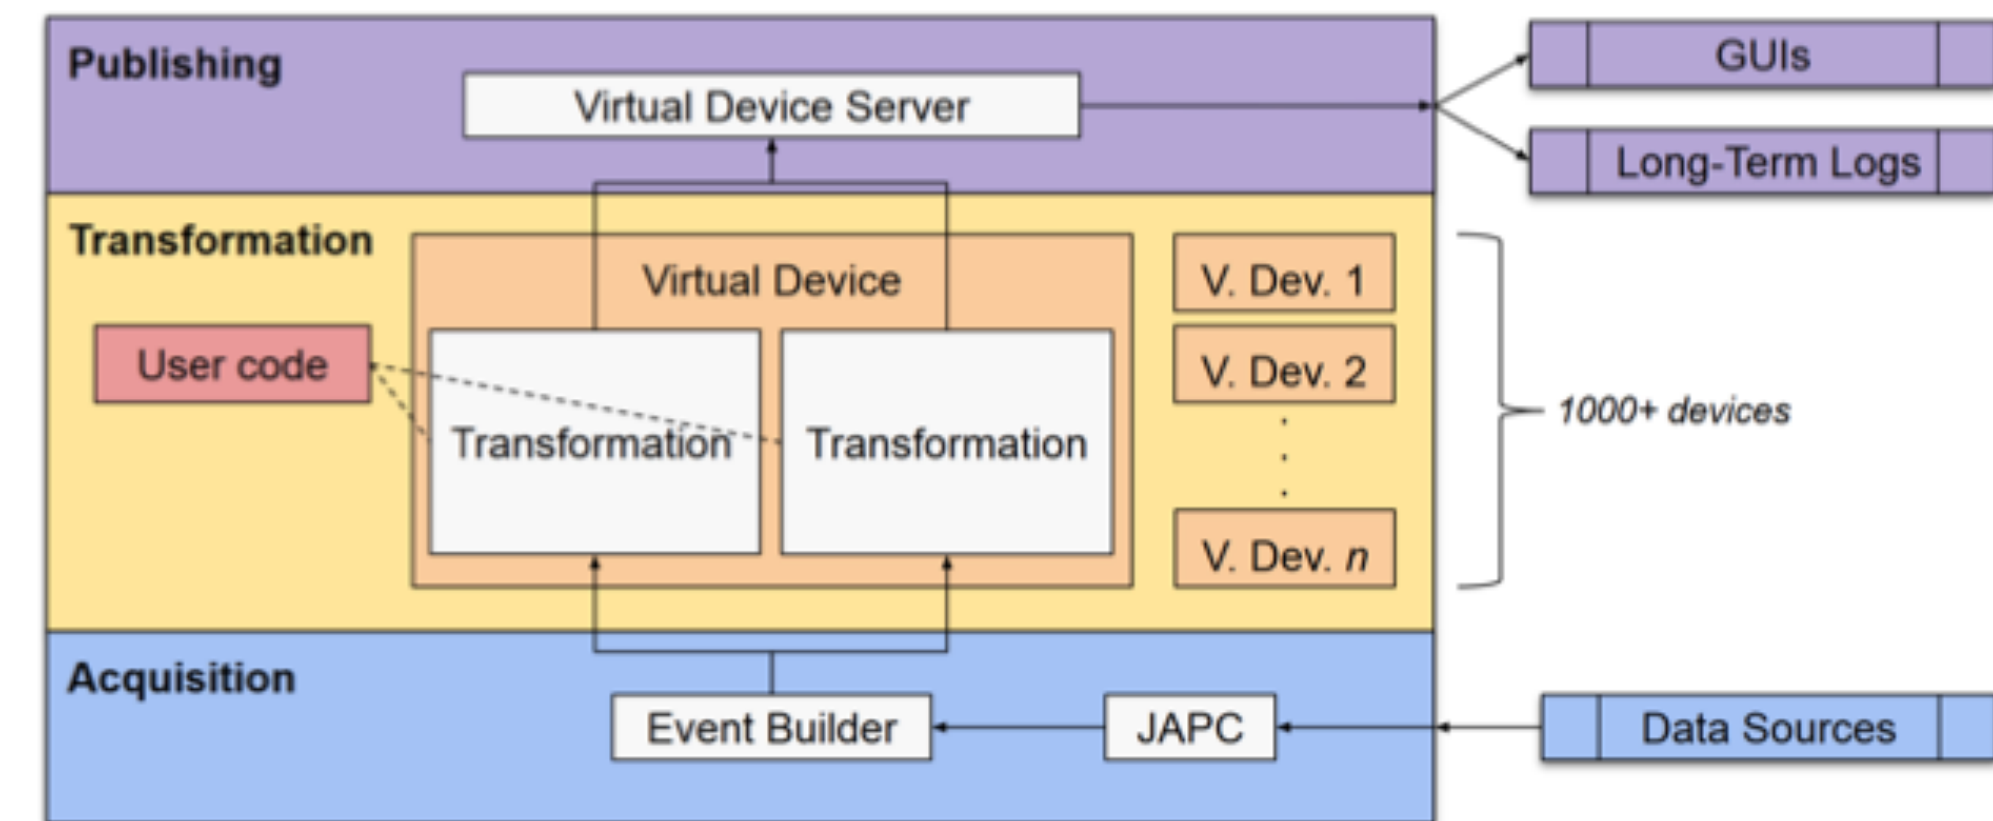 Publishing
Virtual Device Server
GUIs
Long-Term Logs
Transformation
Virtual Device
User code
Transformation
Transformation
V. Dev. 1
V. Dev. 2
.
.
.
V. Dev. n
1000+ devices
Acquisition
Event Builder
JAPC
Data Sources